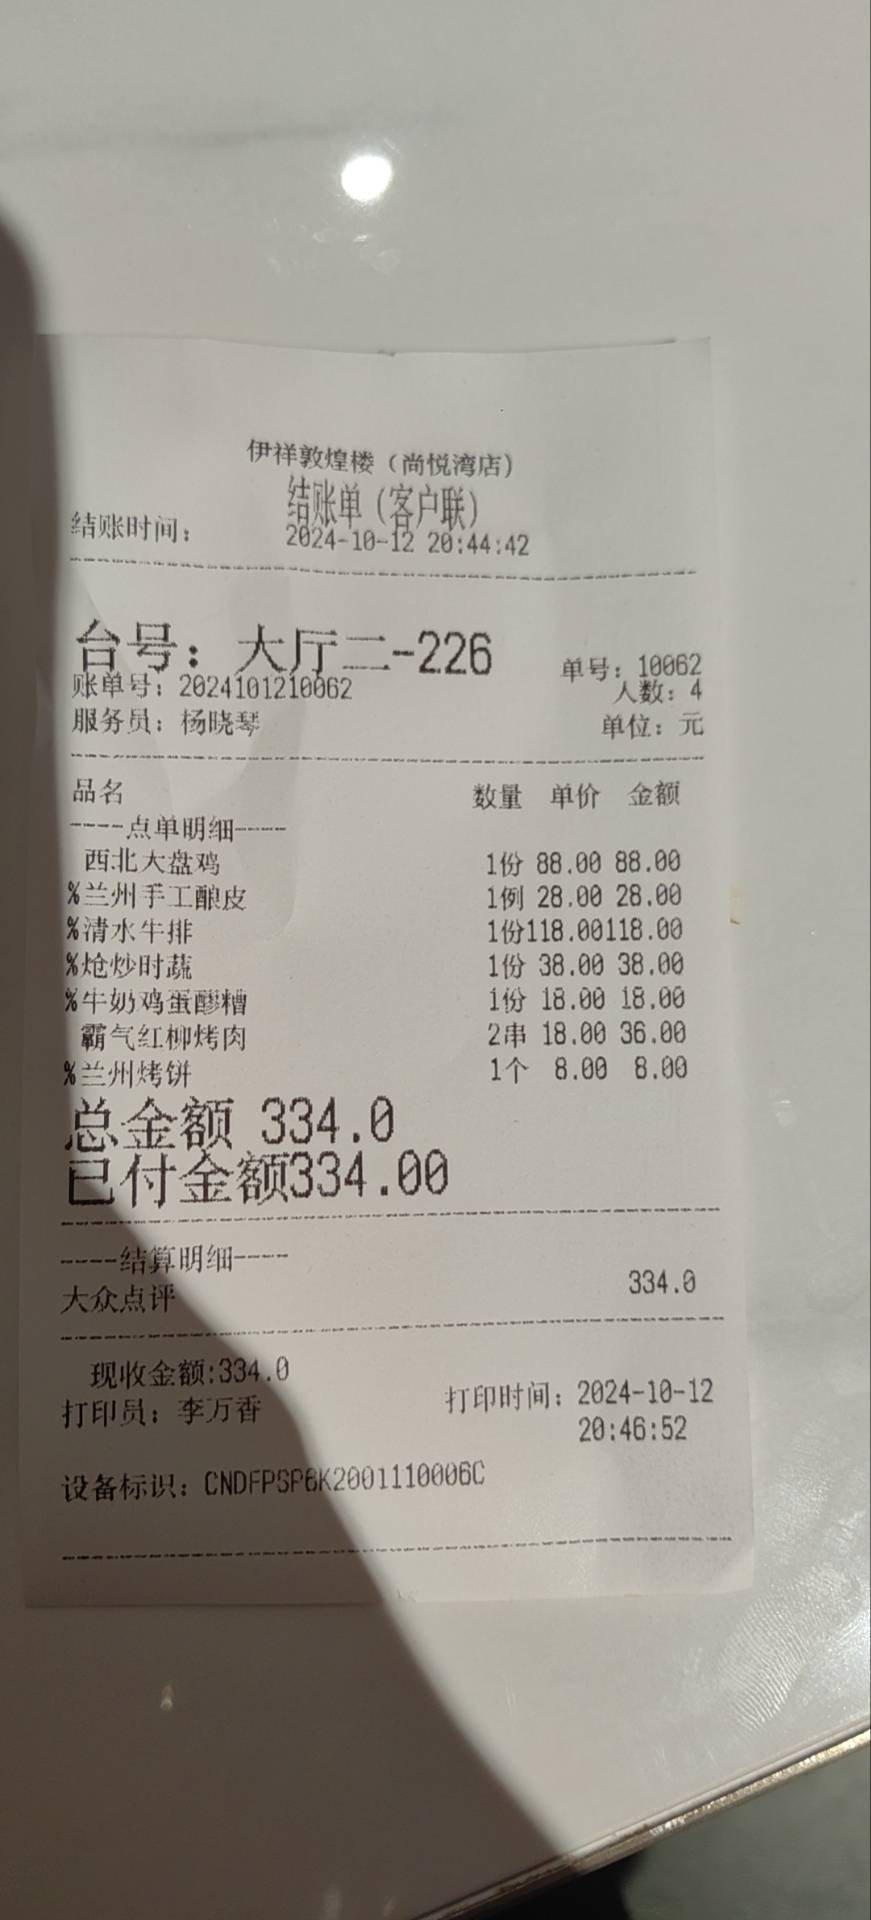 伊祥敦煌楼（尚悦湾店）
结账单（客户联）
结账时间： 2024-10-12 20:44:42
台号：大厅二-226 单号：10062
账单号：2024101210062 人数：4
服务员：杨晓琴 单位：元
品名 数量 单价 金额
----点单明细----
西北大盘鸡 1份 88.00 88.00
%兰州手工酿皮 1例 28.00 28.00
%清水牛排 1份118.00118.00
%炝炒时蔬 1份 38.00 38.00
%牛奶鸡蛋醪糟 1份 18.00 18.00
霸气红柳烤肉 2串 18.00 36.00
%兰州烤饼 1个 8.00 8.00
总金额 334.0
已付金额334.00
----结算明细----
大众点评 334.0
现收金额:334.0
打印员：李万香 打印时间：2024-10-12
20:46:52
设备标识：CNDFPSP6K2001110006C